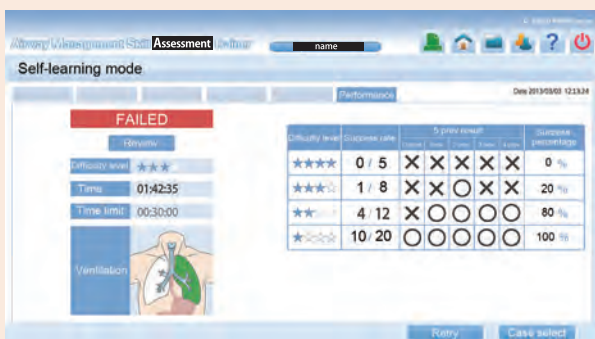 Airway Management Skill Assessment Trainer
name
Self-learning mode
Performance
Date 2013/03/03 12:13:24
FAILED
Review
Difficulty level
Time 01:42:35
Time limit 00:30:00
Ventilation
Difficulty level Success rate 5 prev result Success percentage
★★★★ 0 / 5 X X X X X 0 %
★★★☆ 1 / 8 X X O X X 20 %
★★ 4 / 12 X O O O O 80 %
★☆☆☆ 10 / 20 O O O O O 100 %
Retry Case select